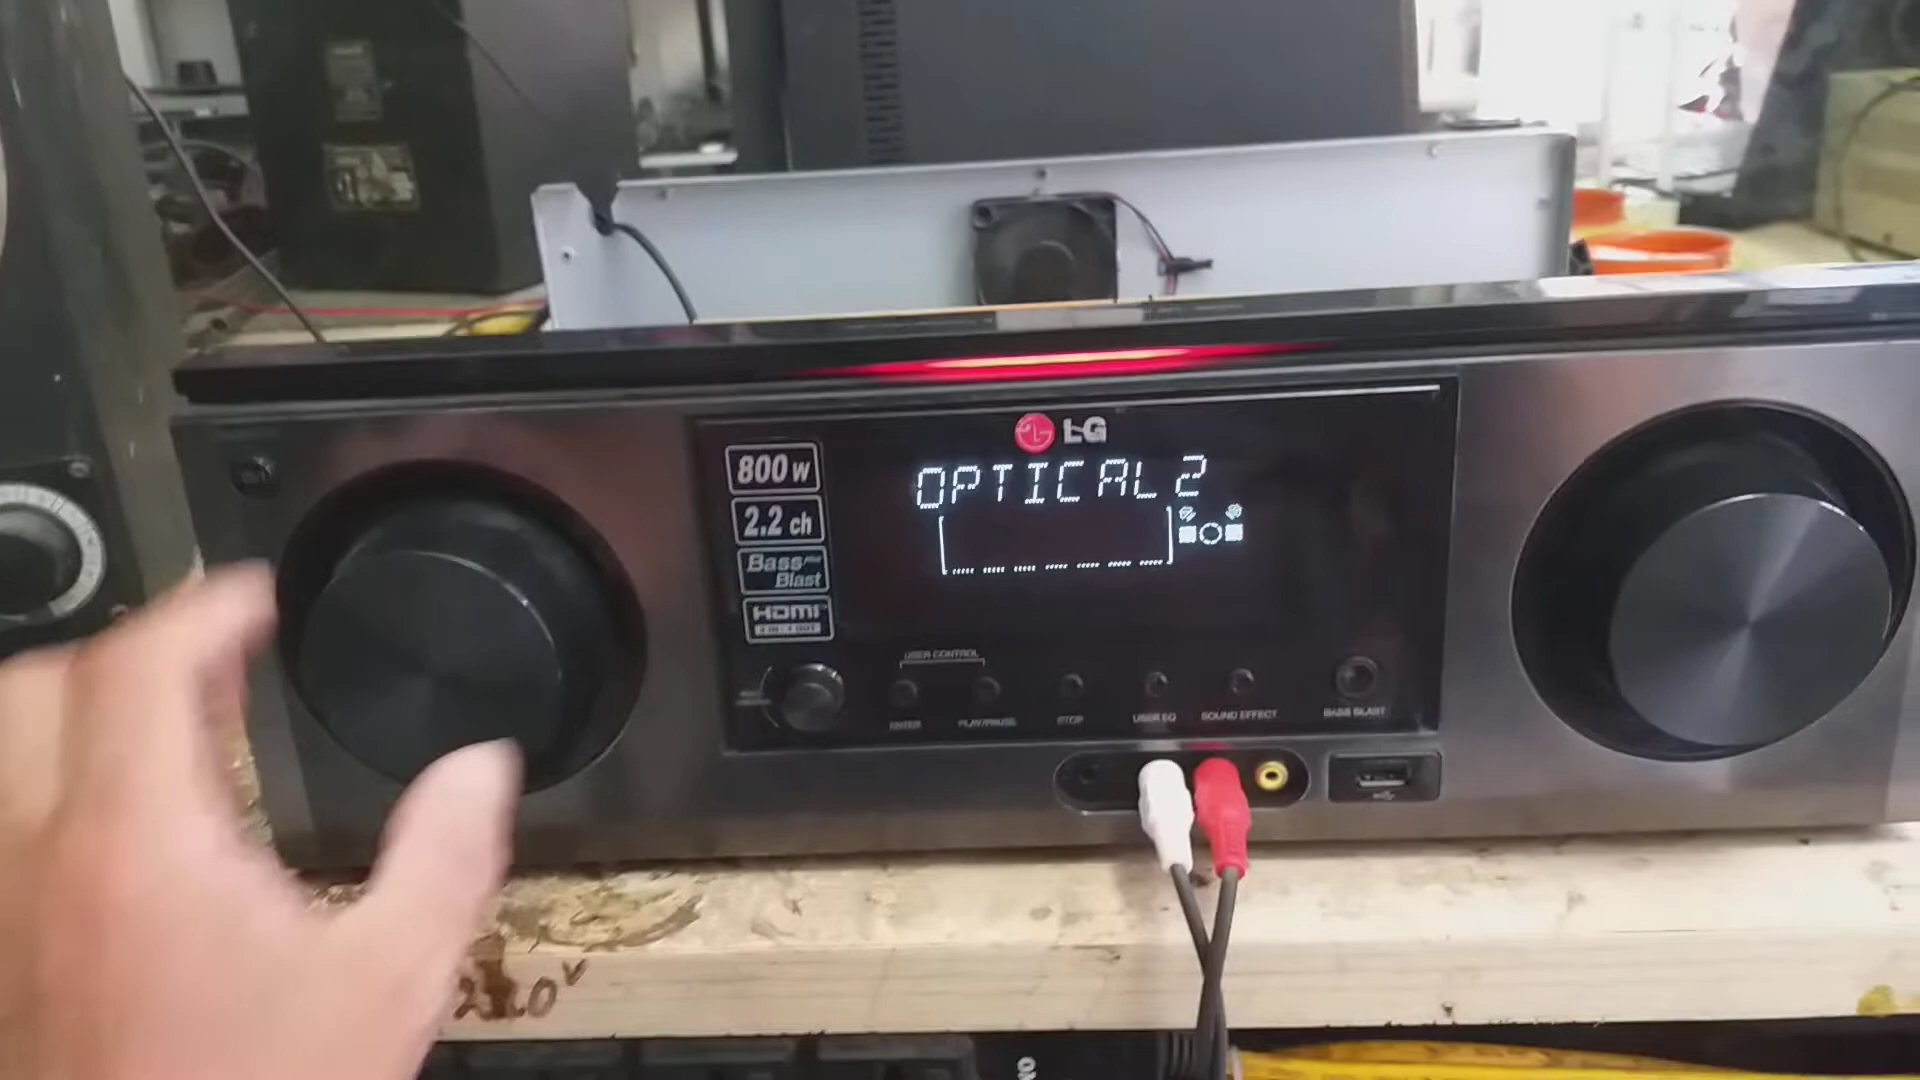 LG
OPTICAL 2
800 W
2.2 ch
Bass
Blast
HDMI
USER CONTROL
ENTER
PLAY/PAUSE
STOP
USER EQ
SOUND EFFECT
BASS BLAST